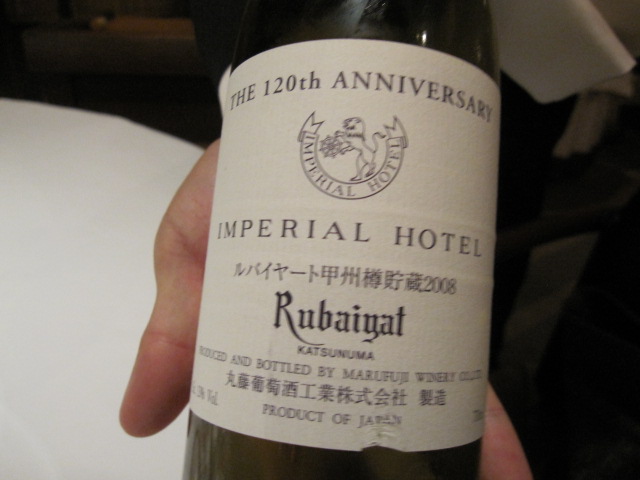 THE 120th ANNIVERSARY
IMPERIAL HOTEL
IMPERIAL HOTEL
ルバイヤート甲州樽貯蔵2008
Rubaiyat
KATSUNUMA
PRODUCED AND BOTTLED BY MARUFUJI WINERY CO.,LTD.
丸藤葡萄酒工業株式会社 製造
PRODUCT OF JAPAN